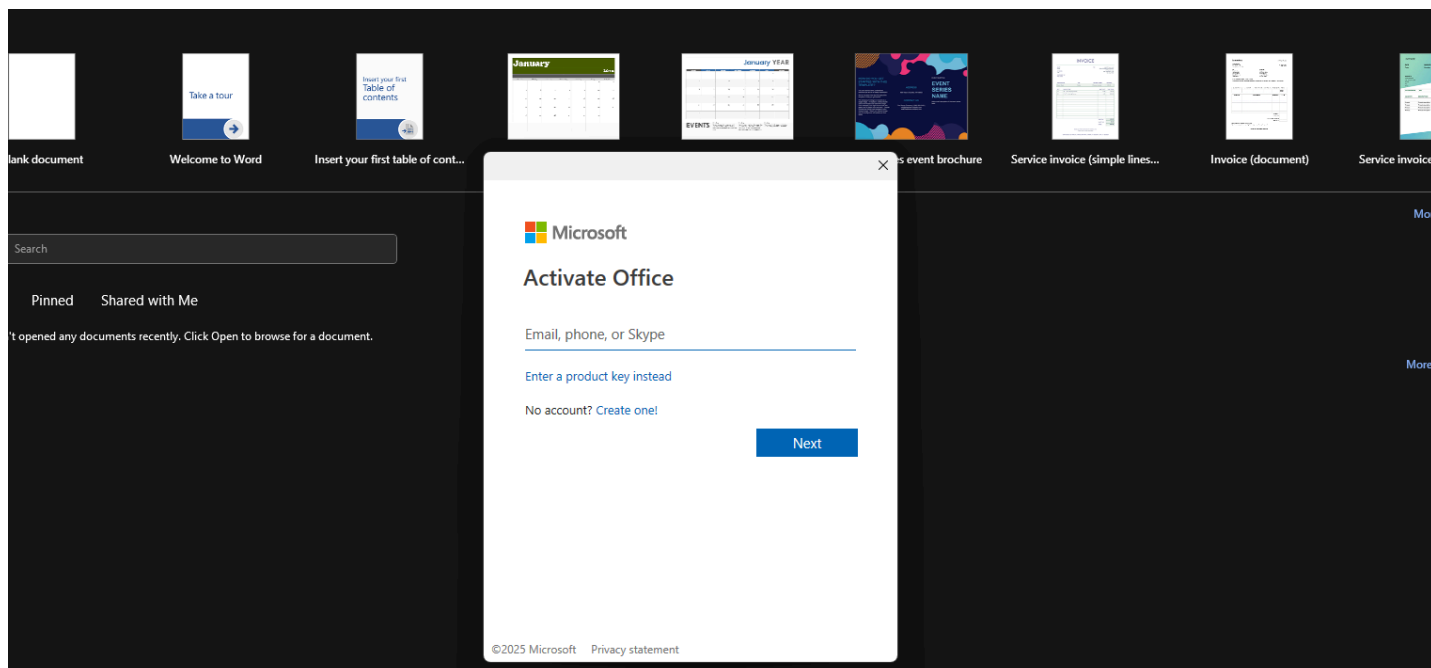 Take a tour
Insert your first
Table of
contents
January
January YEAR
EVENTS
EVENT
SERIES
NAME
INVOICE
lank document
Welcome to Word
Insert your first table of cont...
s event brochure
Service invoice (simple lines...
Invoice (document)
Service invoice
Mo
Search
Pinned
Shared with Me
't opened any documents recently. Click Open to browse for a document.
More
Microsoft
Activate Office
Email, phone, or Skype
Enter a product key instead
No account? Create one!
Next
©2025 Microsoft
Privacy statement